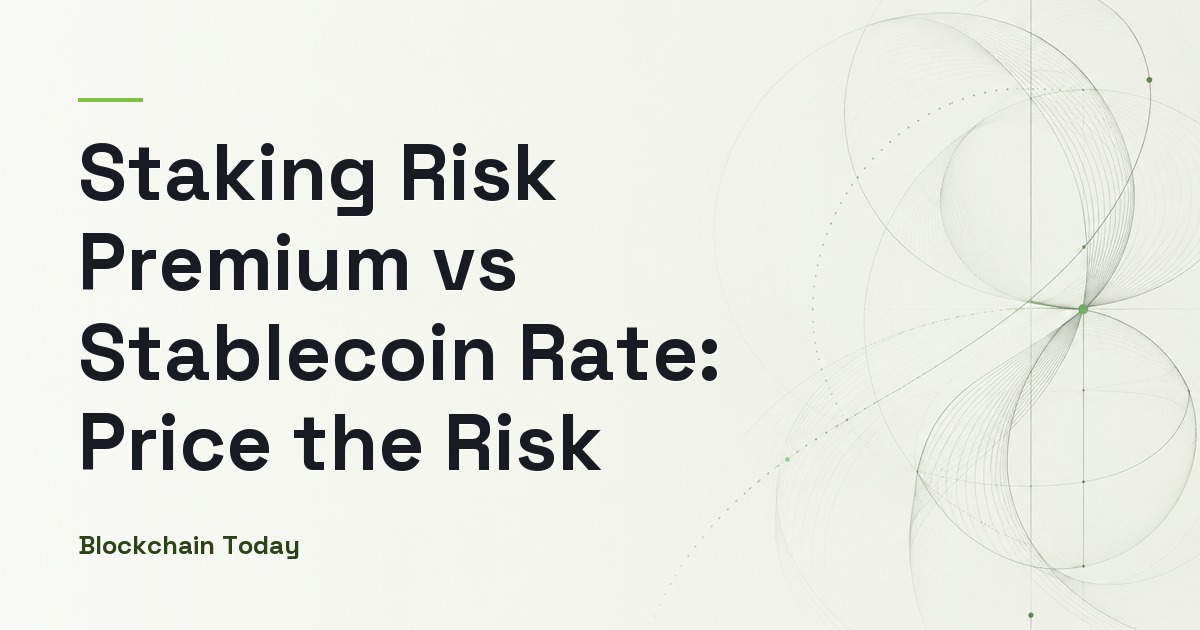 Staking Risk
Premium vs
Stablecoin Rate:
Price the Risk
Blockchain Today